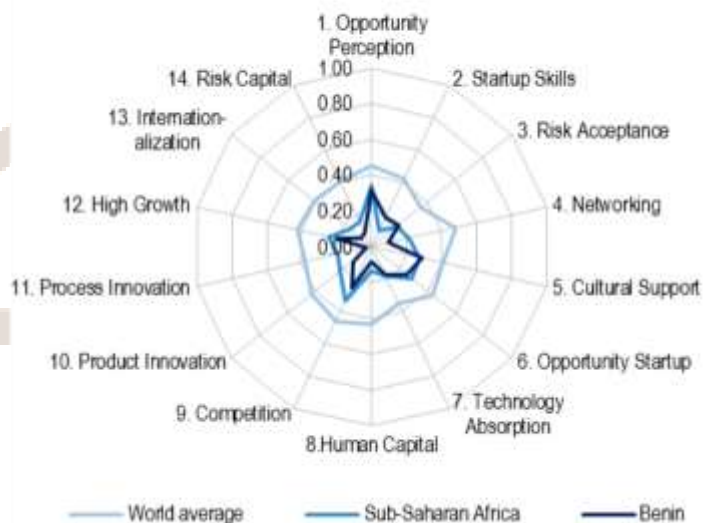 1. Opportunity
Perception
1.00
14. Risk Capital
2. Startup Skills
0.80
13. Internation-
alization
3. Risk Acceptance
0.60
0.40
12. High Growth
4. Networking
0.20
0.00
11. Process Innovation
5. Cultural Support
10. Product Innovation
6. Opportunity Startup
9. Competition
7. Technology
Absorption
8.Human Capital
World average
Sub-Saharan Africa
Benin